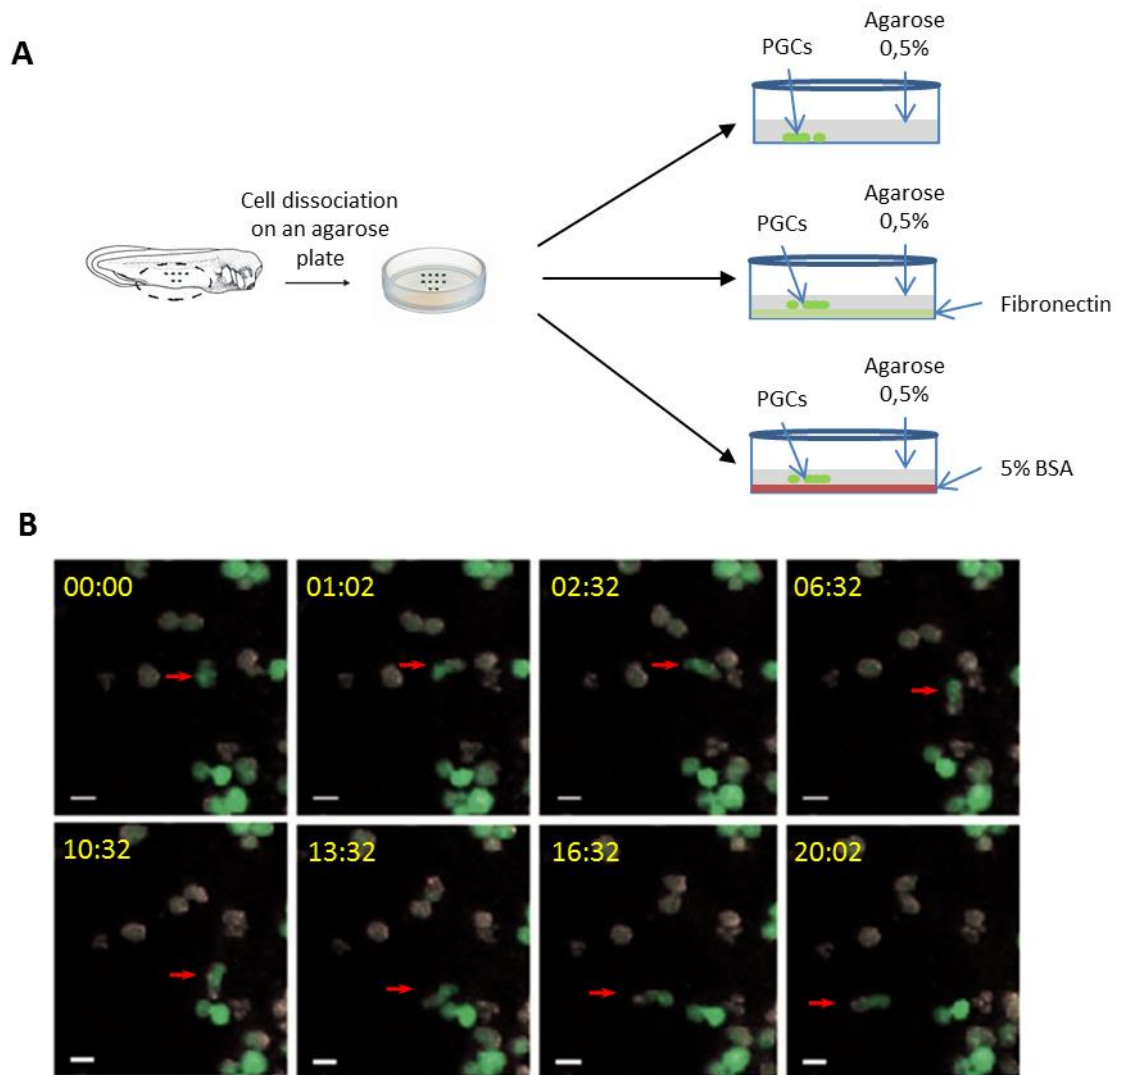 A
PGCs
Agarose
0,5%
Cell dissociation
on an agarose
plate
PGCs
Agarose
0,5%
Fibronectin
PGCs
Agarose
0,5%
5% BSA
B
00:00
01:02
02:32
06:32
10:32
13:32
16:32
20:02